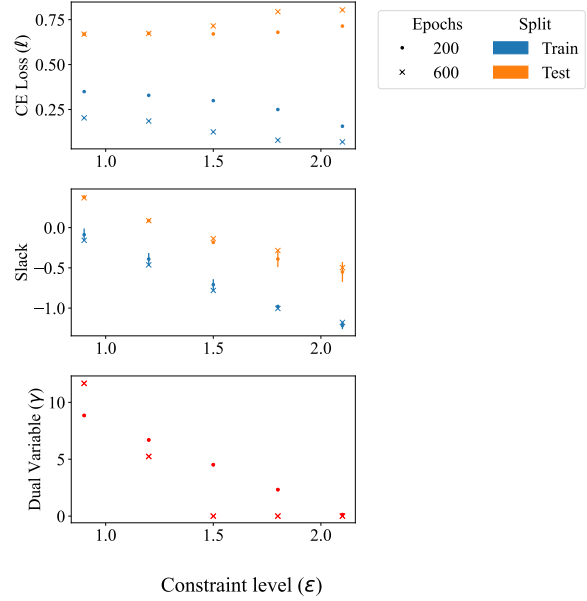 CE Loss (ℓ)
0.75
0.50
0.25
1.0 1.5 2.0
Epochs Split
200 Train
600 Test
Slack
0.0
−0.5
−1.0
1.0 1.5 2.0
Dual Variable (γ)
10
5
0
1.0 1.5 2.0
Constraint level (ε)